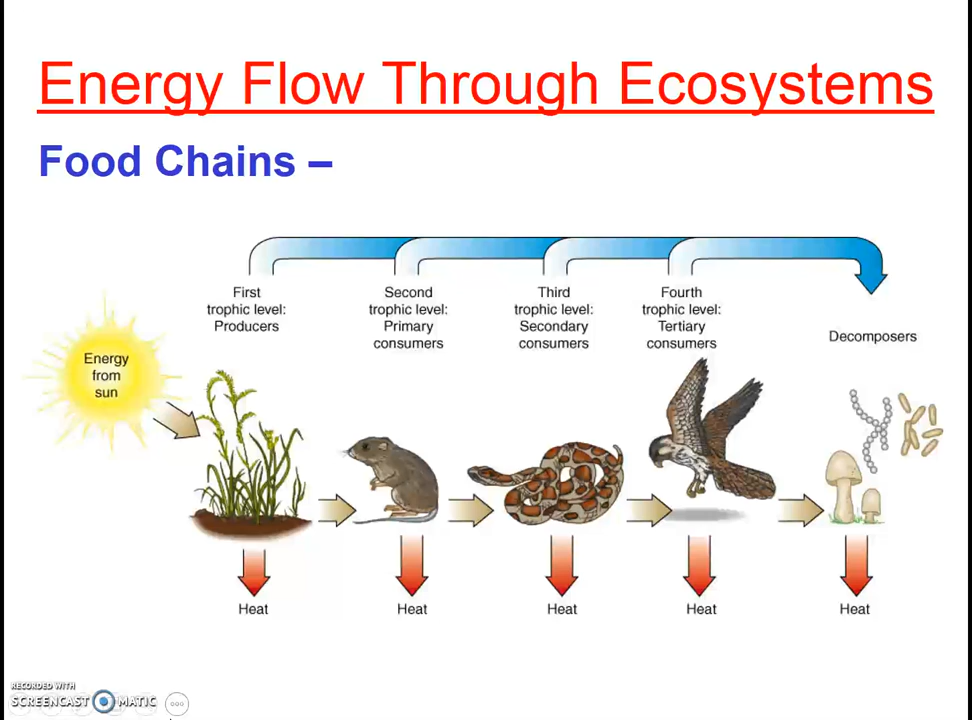 Energy Flow Through Ecosystems
Food Chains –
First
trophic level:
Producers
Second
trophic level:
Primary
consumers
Third
trophic level:
Secondary
consumers
Fourth
trophic level:
Tertiary
consumers
Decomposers
Energy
from
sun
Heat
Heat
Heat
Heat
Heat
RECORDED WITH
SCREENCAST MATIC